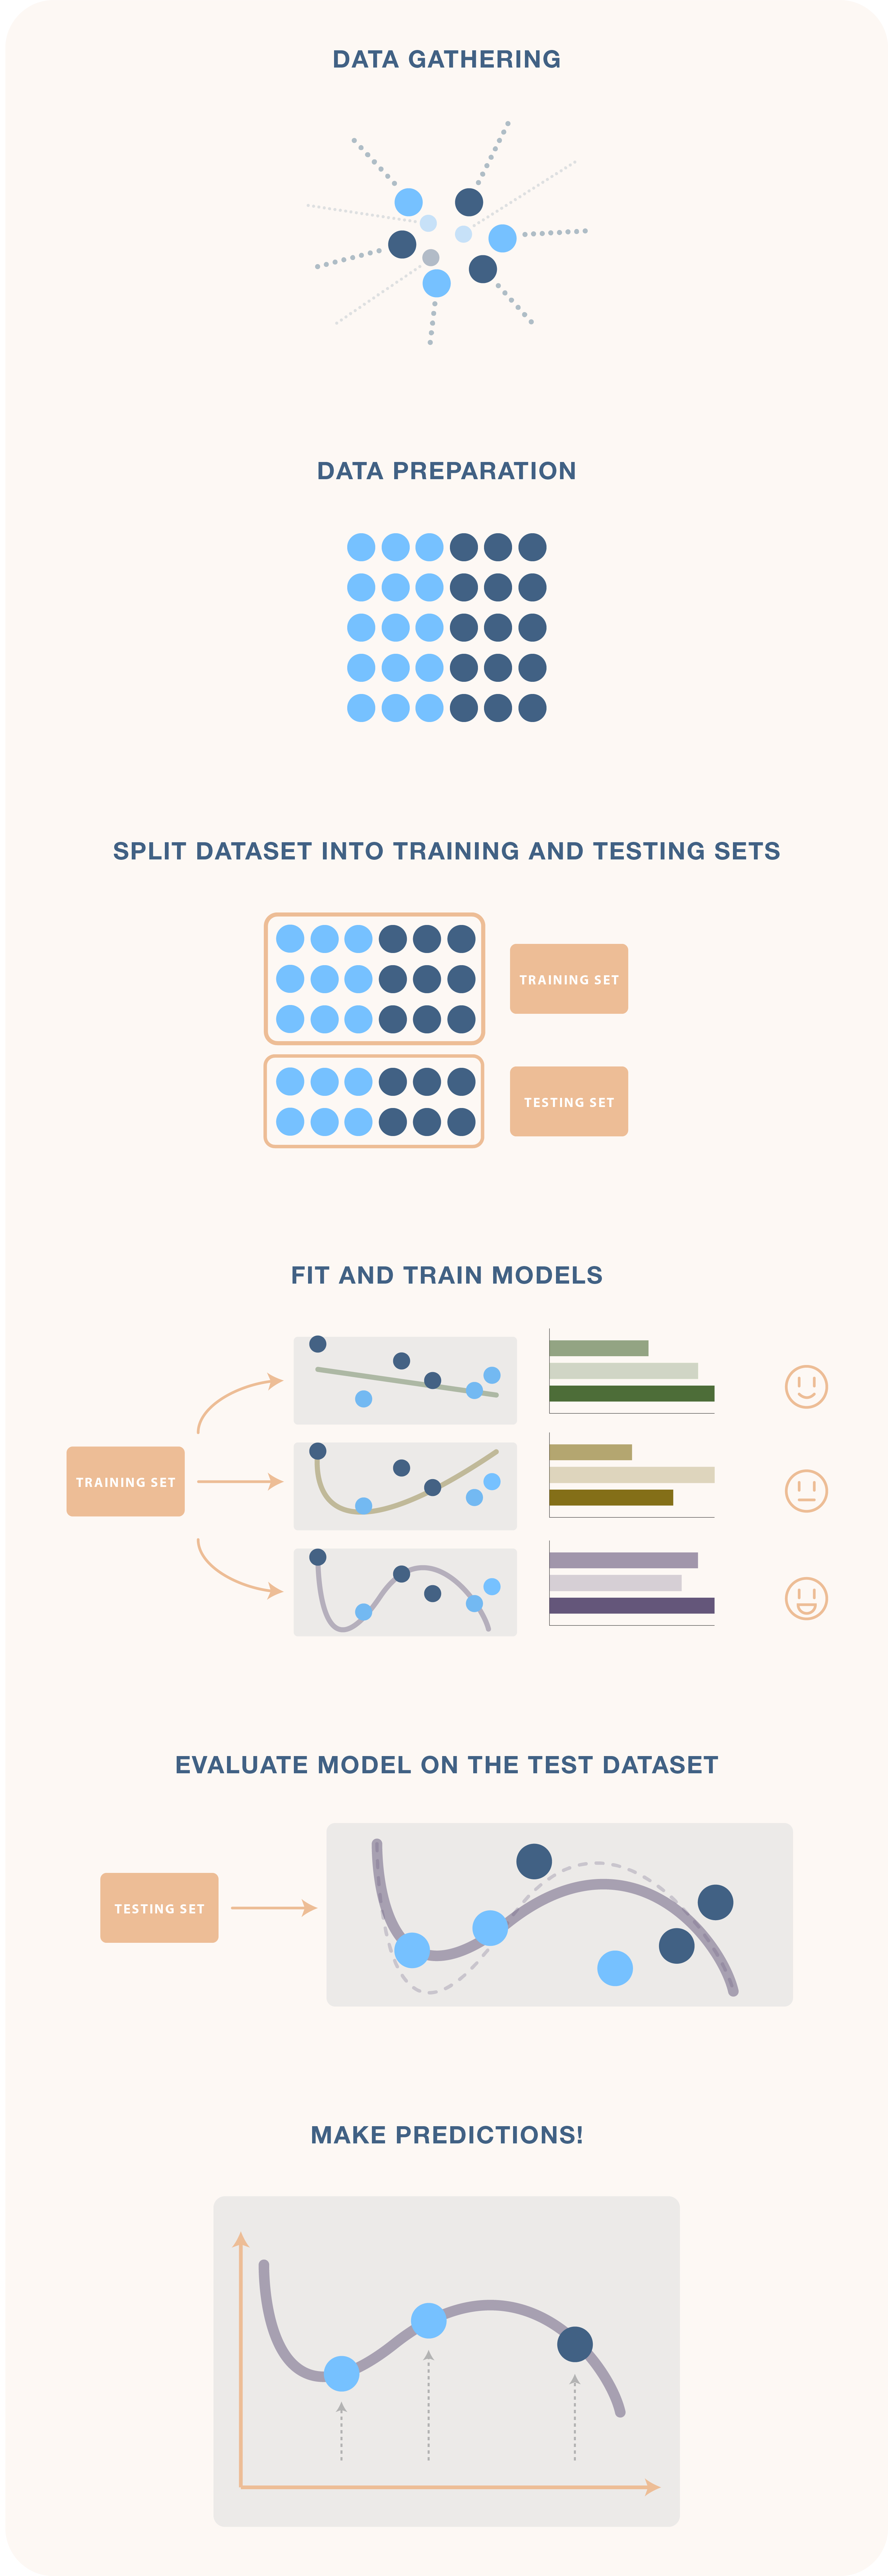 DATA GATHERING
DATA PREPARATION
SPLIT DATASET INTO TRAINING AND TESTING SETS
TRAINING SET
TESTING SET
FIT AND TRAIN MODELS
TRAINING SET
EVALUATE MODEL ON THE TEST DATASET
TESTING SET
MAKE PREDICTIONS!